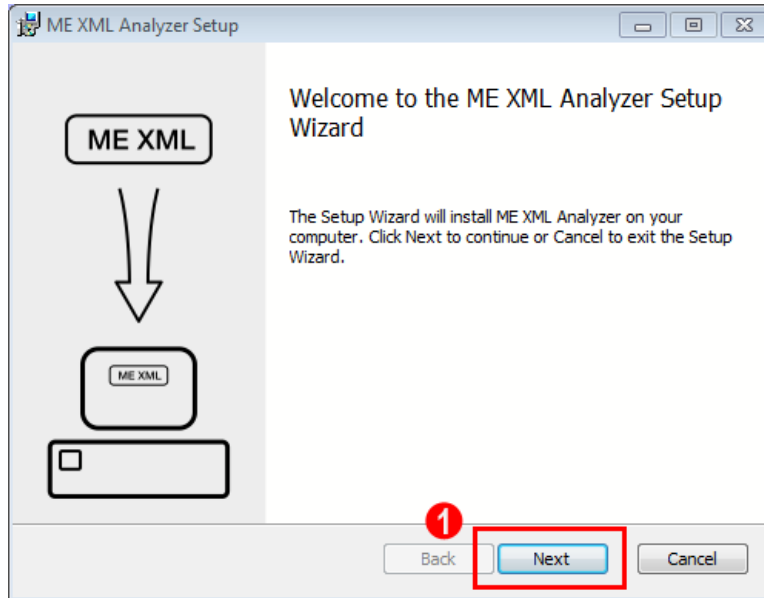 ME XML Analyzer Setup
Welcome to the ME XML Analyzer Setup
Wizard
ME XML
The Setup Wizard will install ME XML Analyzer on your
computer. Click Next to continue or Cancel to exit the Setup
Wizard.
ME XML
1
Back Next Cancel